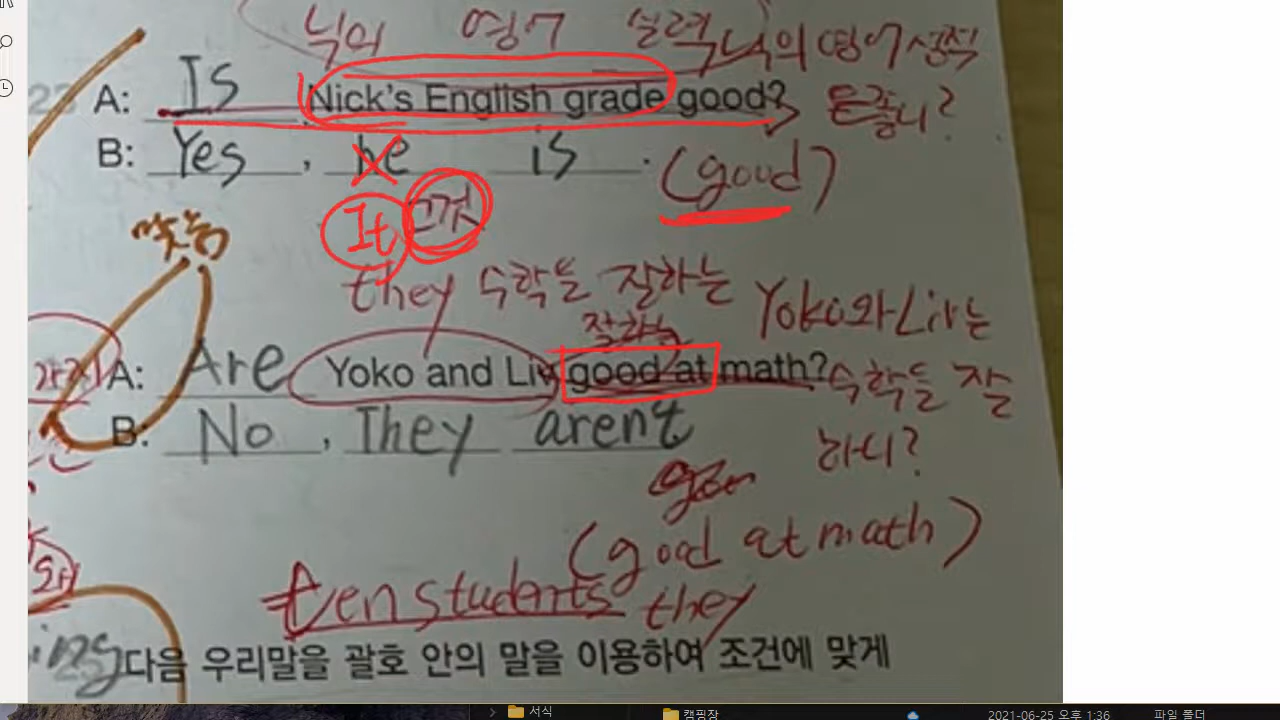 닉의 영어 실력 닉의 영어 성적
23 A: Is Nick's English grade good? 은 좋니?
B: Yes, he is. (good)
It 그것
맞음
they 수학을 잘하는 Yoko와 Liv는
잘하는
A: Are Yoko and Liv good at math? 수학을 잘
B: No, They aren't 하니?
(good at math)
ten students they
다음 우리말을 괄호 안의 말을 이용하여 조건에 맞게
서식
캠핑장 2021-06-25 오후 1:36 파일 폴더